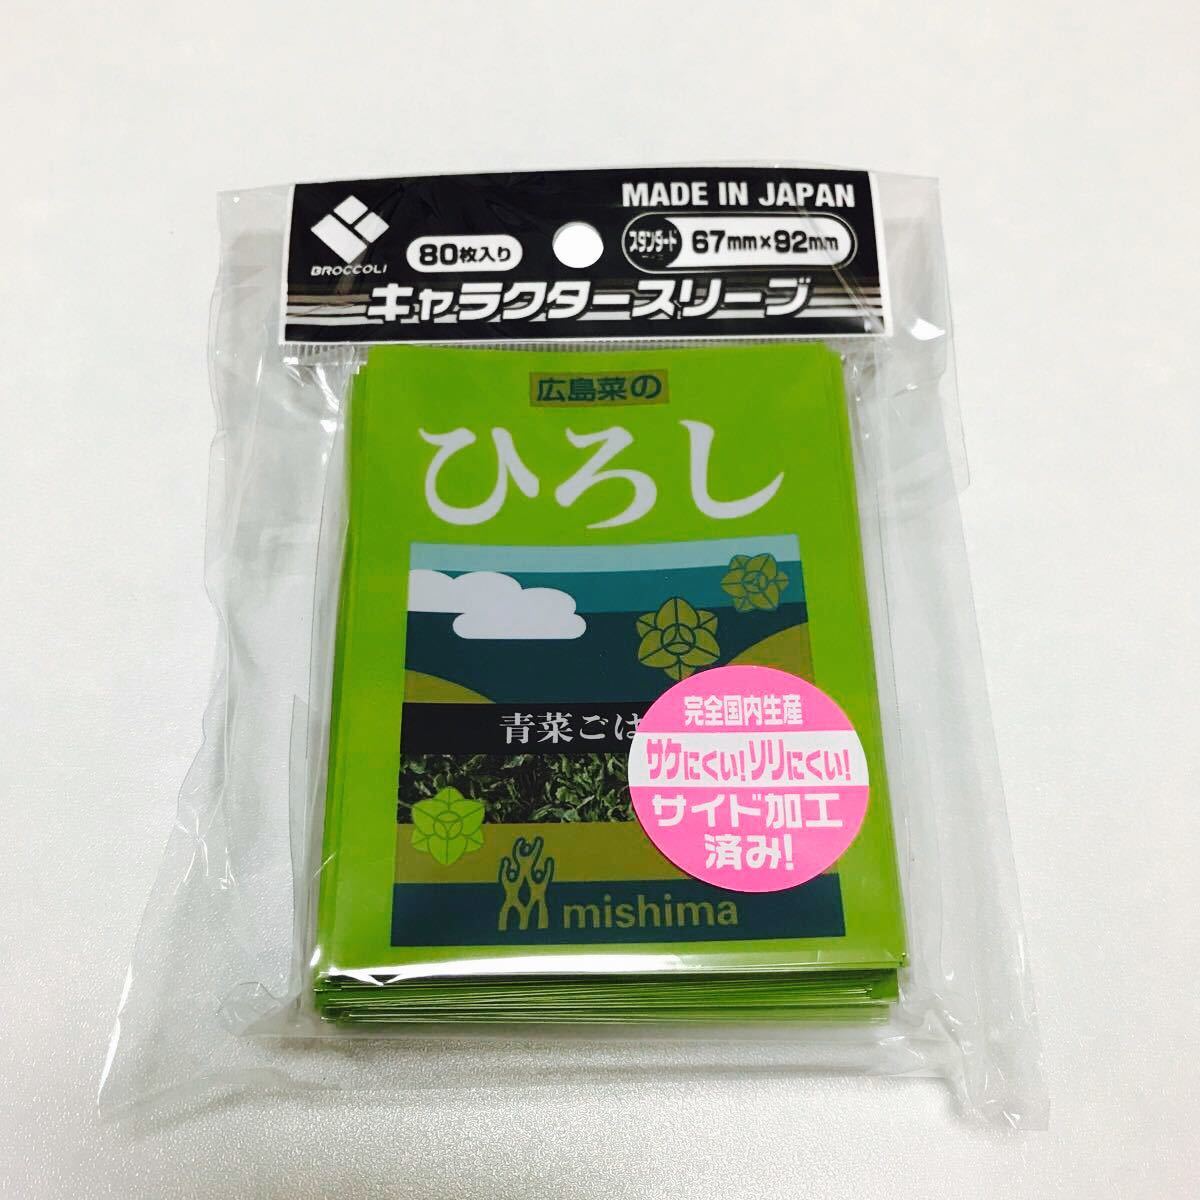 MADE IN JAPAN
BROCCOLI
80枚入り
スタンダード
67mm×92mm
キャラクタースリーブ
広島菜の
ひろし
青菜ごは
完全国内生産
サケにくい!ソリにくい!
サイド加工
済み!
mishima